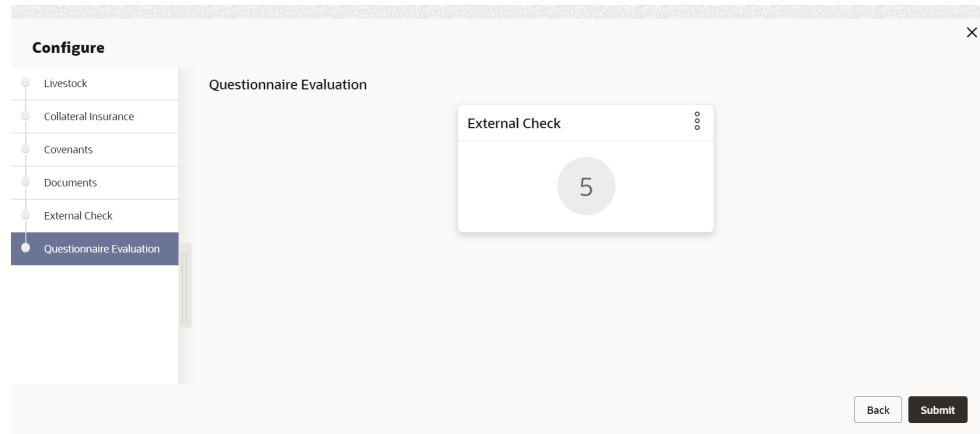 Configure
Livestock
Collateral Insurance
Covenants
Documents
External Check
Questionnaire Evaluation
Questionnaire Evaluation
External Check
5
Back
Submit